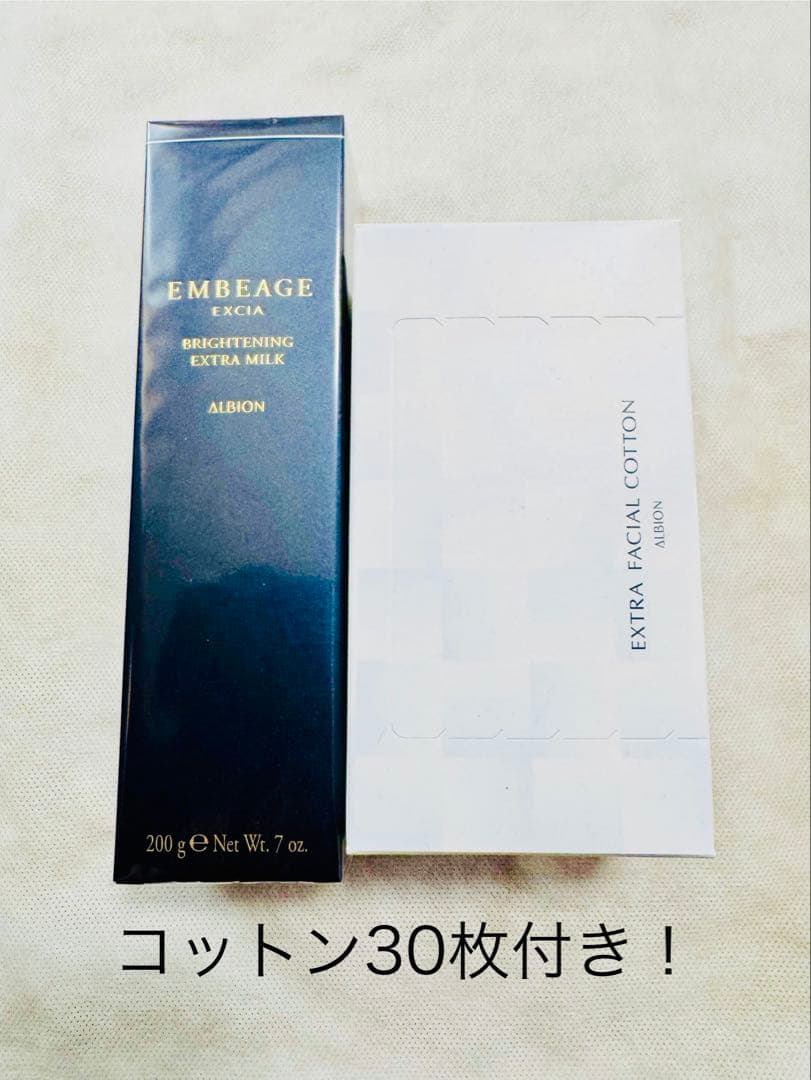 EMBEAGE
EXCIA
BRIGHTENING
EXTRA MILK
ALBION
200 g ℮ Net Wt. 7 oz.
EXTRA FACIAL COTTON
ALBION
コットン30枚付き！